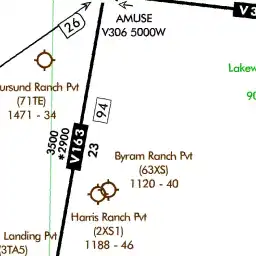 26
AMUSE
V306 5000W
V3
Lakew
90
ursund Ranch Pvt
(71TE)
1471 - 34
94
3500
*2900
V163
23
Byram Ranch Pvt
(63XS)
1120 - 40
Harris Ranch Pvt
(2XS1)
1188 - 46
Landing Pvt
(3TA5)